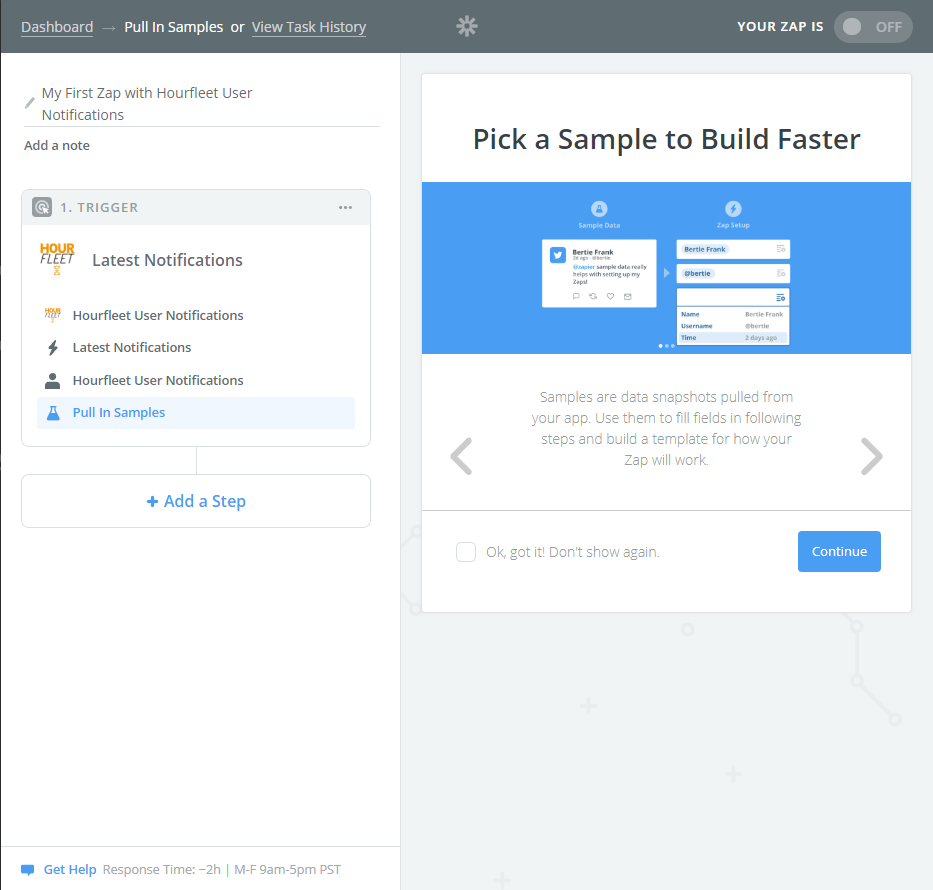 Dashboard → Pull In Samples or View Task History
YOUR ZAP IS OFF
My First Zap with Hourfleet User
Notifications
Add a note
1. TRIGGER
HOUR
FLEET
Latest Notifications
HOUR
FLEET
Hourfleet User Notifications
Latest Notifications
Hourfleet User Notifications
Pull In Samples
+ Add a Step
Get Help Response Time: ~2h | M-F 9am-5pm PST
Pick a Sample to Build Faster
Sample Data
Zap Setup
Bertie Frank
2d ago · @bertie
@zapier sample data really
helps with setting up my
Zaps!
Bertie Frank
@bertie
Name Bertie Frank
Username @bertie
Time 2 days ago
Samples are data snapshots pulled from
your app. Use them to fill fields in following
steps and build a template for how your
Zap will work.
Ok, got it! Don't show again.
Continue